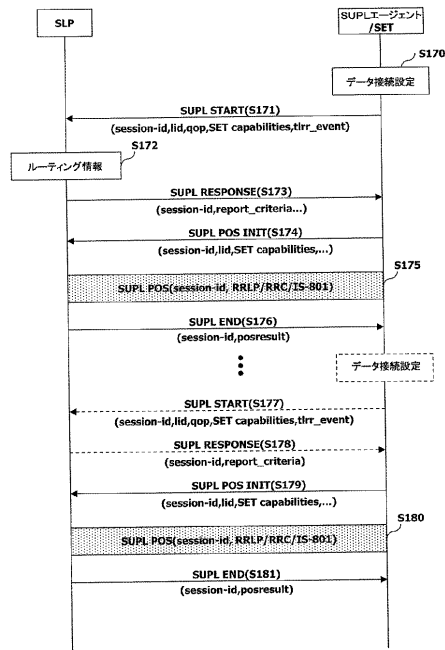 SLP
SUPLエージェント
/SET
S170
データ接続設定
SUPL START(S171)
(session-id,lid,qop,SET capabilities,tlrr_event)
S172
ルーティング情報
SUPL RESPONSE(S173)
(session-id,report_criteria...)
SUPL POS INIT(S174)
(session-id,lid,SET capabilities,...)
S175
SUPL POS(session-id, RRLP/RRC/IS-801)
SUPL END(S176)
(session-id,posresult)
データ接続設定
SUPL START(S177)
(session-id,lid,qop,SET capabilities,tlrr_event)
SUPL RESPONSE(S178)
(session-id,report_criteria)
SUPL POS INIT(S179)
(session-id,lid,SET capabilities,...)
S180
SUPL POS(session-id, RRLP/RRC/IS-801)
SUPL END(S181)
(session-id,posresult)